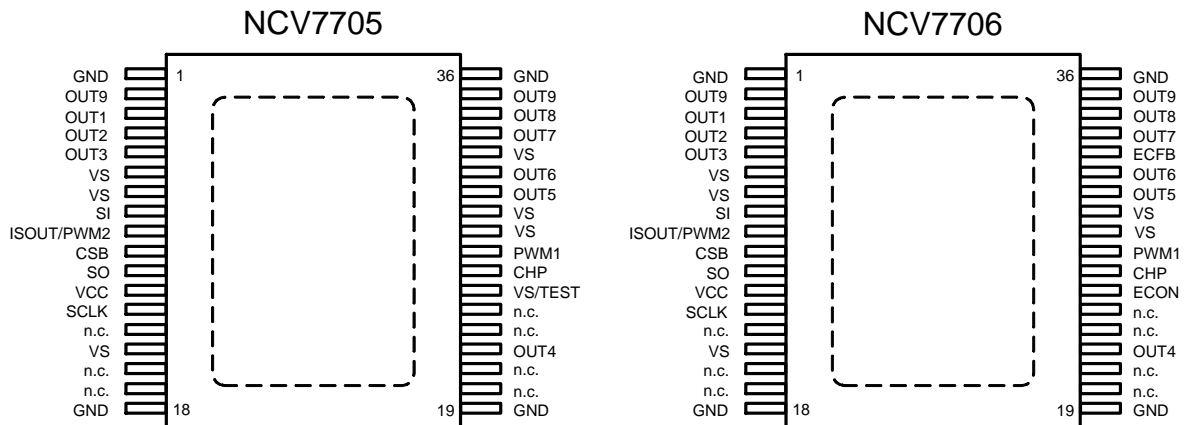 NCV7705
GND 1 36 GND
OUT9 OUT9
OUT1 OUT8
OUT2 OUT7
OUT3 VS
VS OUT6
VS OUT5
SI VS
ISOUT/PWM2 VS
CSB PWM1
SO CHP
VCC VS/TEST
SCLK n.c.
n.c. n.c.
VS OUT4
n.c. n.c.
n.c. n.c.
GND 18 19 GND
NCV7706
GND 1 36 GND
OUT9 OUT9
OUT1 OUT8
OUT2 OUT7
OUT3 ECFB
VS OUT6
VS OUT5
SI VS
ISOUT/PWM2 VS
CSB PWM1
SO CHP
VCC ECON
SCLK n.c.
n.c. n.c.
VS OUT4
n.c. n.c.
n.c. n.c.
GND 18 19 GND